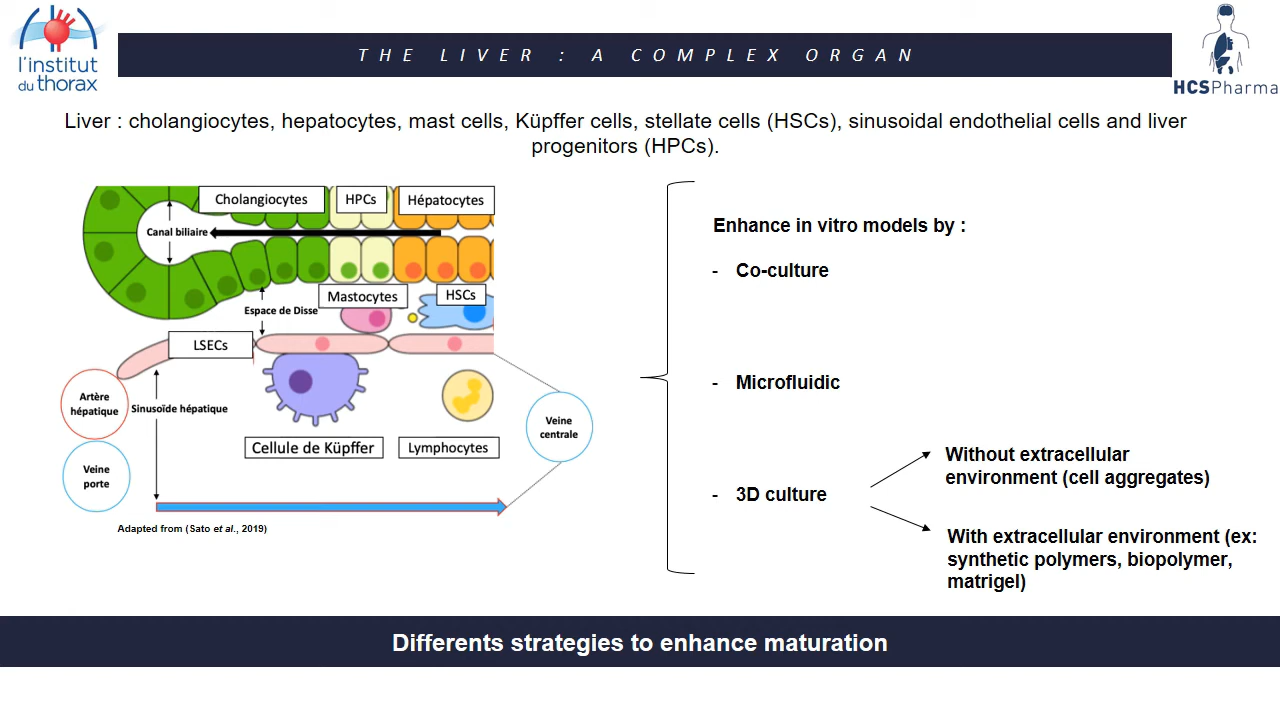 l'institut
du thorax
THE LIVER : A COMPLEX ORGAN
HCSPharma
Liver : cholangiocytes, hepatocytes, mast cells, Küpffer cells, stellate cells (HSCs), sinusoidal endothelial cells and liver
progenitors (HPCs).
Cholangiocytes
HPCs
Hépatocytes
Canal biliaire
Mastocytes
HSCs
Espace de Disse
LSECs
Artère
hépatique
Sinusoïde hépatique
Veine
centrale
Cellule de Küpffer
Lymphocytes
Veine
porte
Adapted from (Sato et al., 2019)
Enhance in vitro models by :
- Co-culture
- Microfluidic
- 3D culture
Without extracellular
environment (cell aggregates)
With extracellular environment (ex:
synthetic polymers, biopolymer,
matrigel)
Differents strategies to enhance maturation